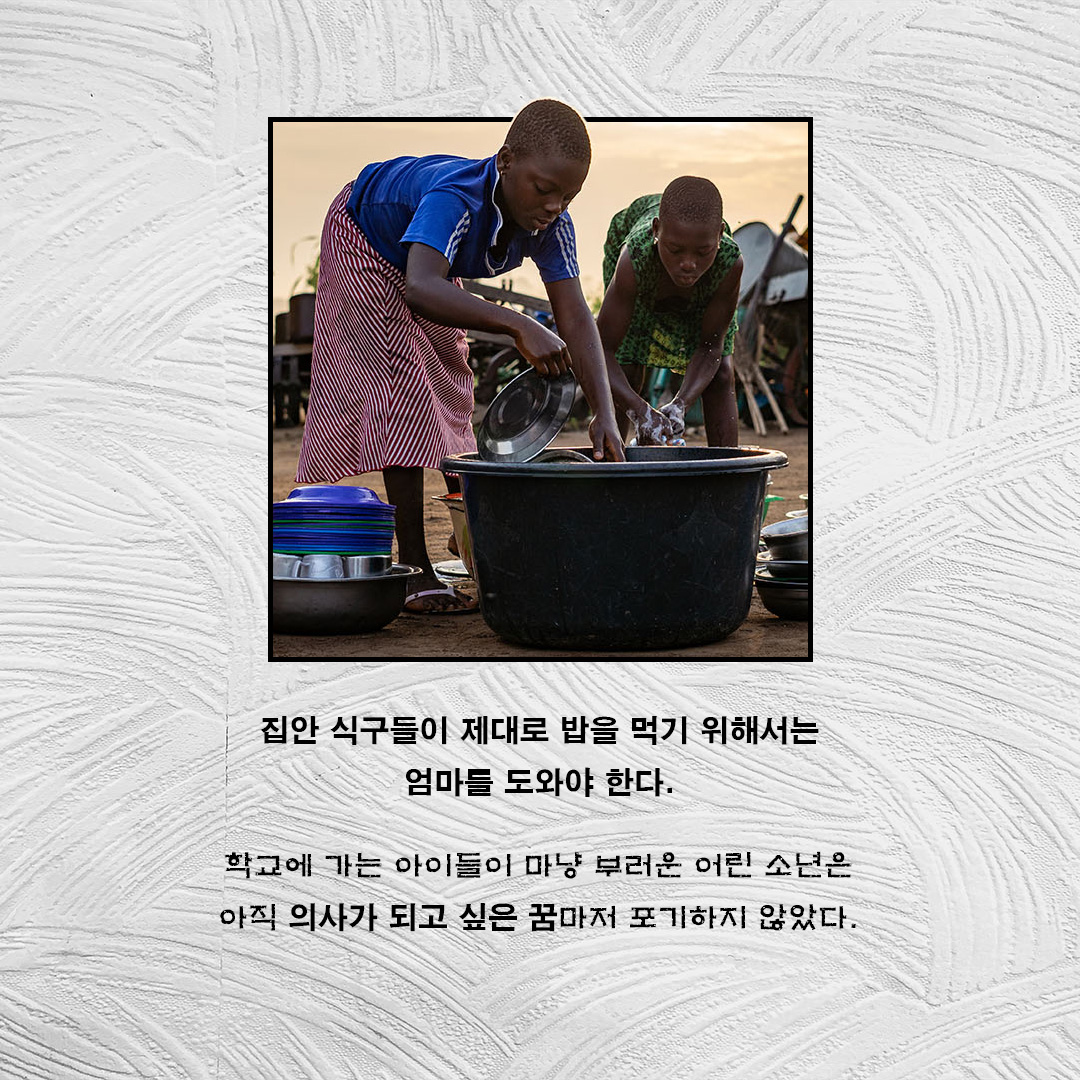 집안 식구들이 제대로 밥을 먹기 위해서는
엄마를 도와야 한다.
학교에 가는 아이들이 마냥 부러운 어린 소년은
아직 의사가 되고 싶은 꿈마저 포기하지 않았다.